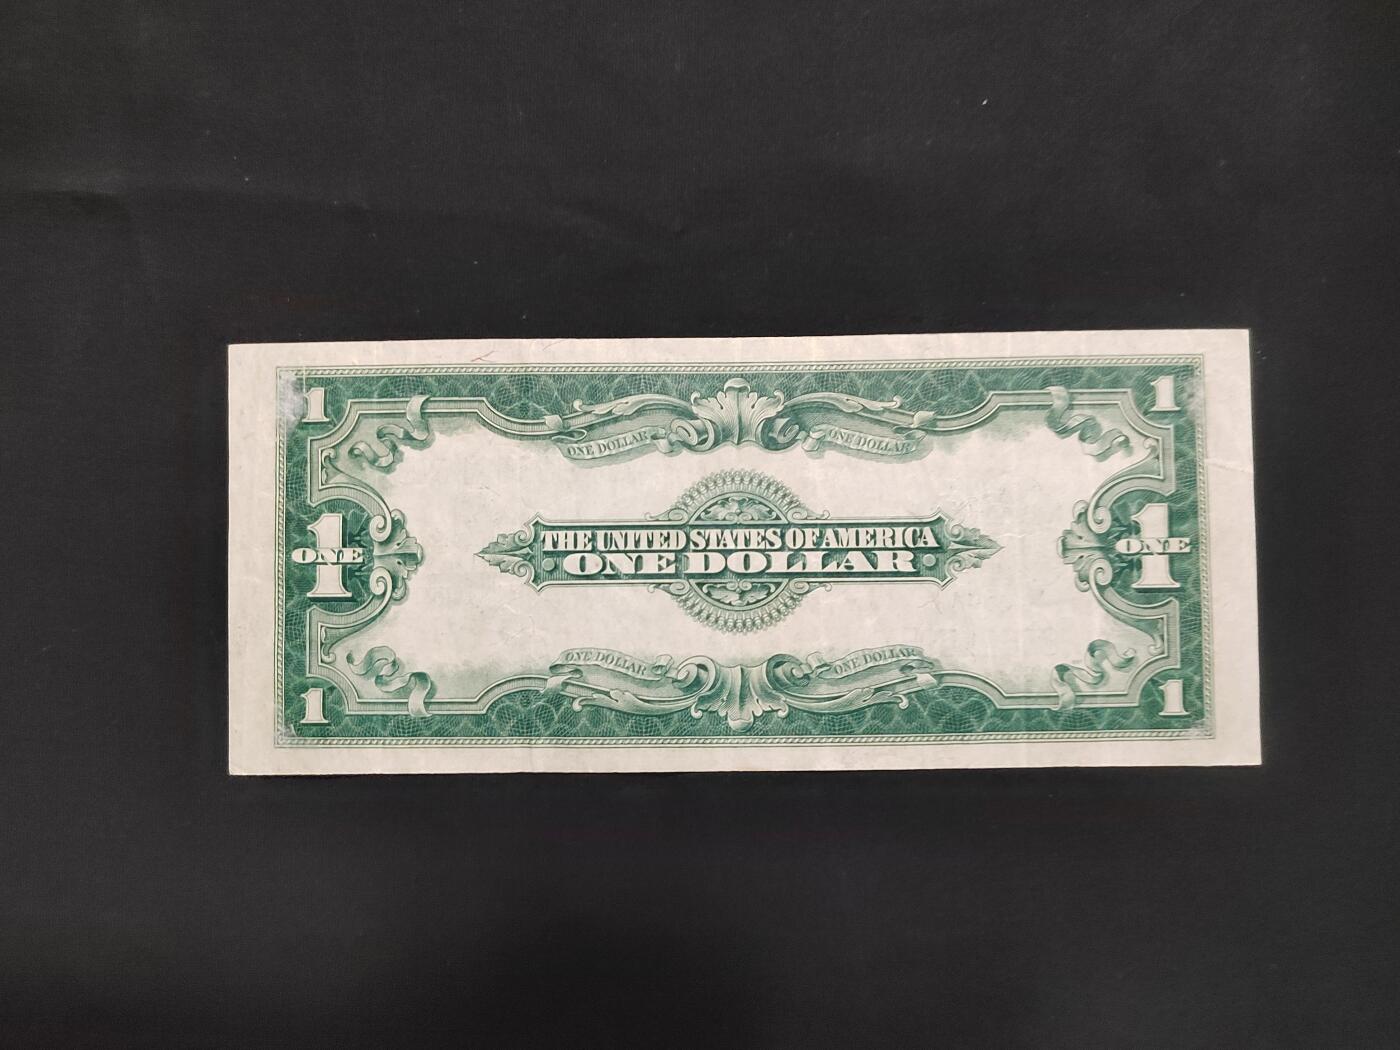 1 1
ONE DOLLAR ONE DOLLAR
THE UNITED STATES OF AMERICA
1 ONE 1 ONE
ONE DOLLAR
ONE DOLLAR ONE DOLLAR
1 1